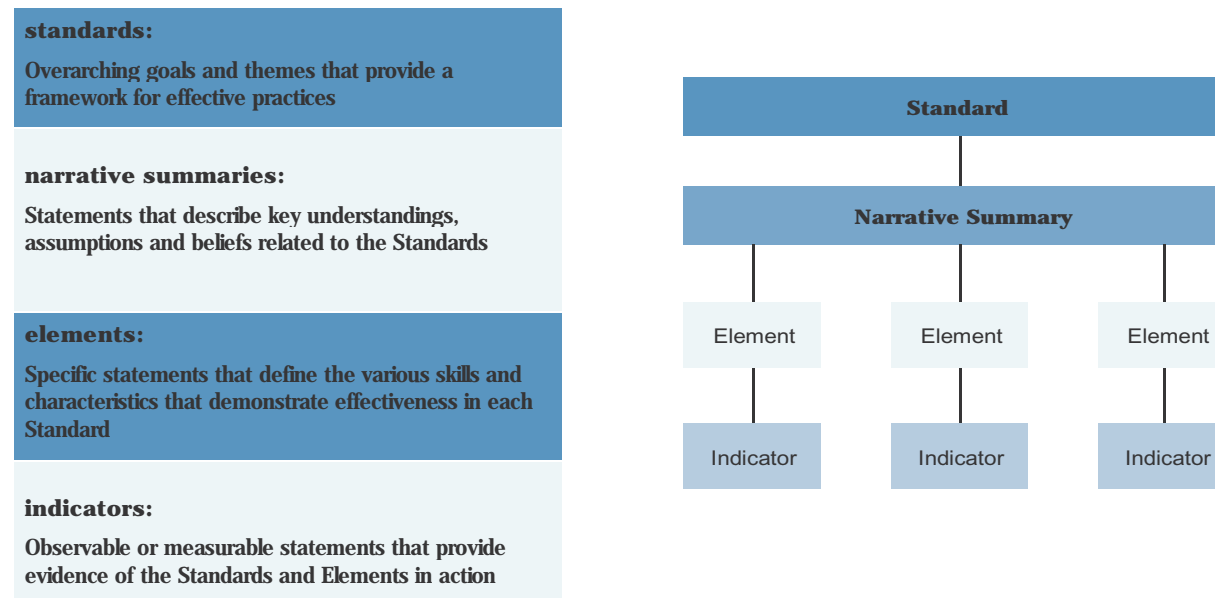 standards:
Overarching goals and themes that provide a
framework for effective practices
narrative summaries:
Statements that describe key understandings,
assumptions and beliefs related to the Standards
elements:
Specific statements that define the various skills and
characteristics that demonstrate effectiveness in each
Standard
indicators:
Observable or measurable statements that provide
evidence of the Standards and Elements in action
Standard
Narrative Summary
Element Element Element
Indicator Indicator Indicator